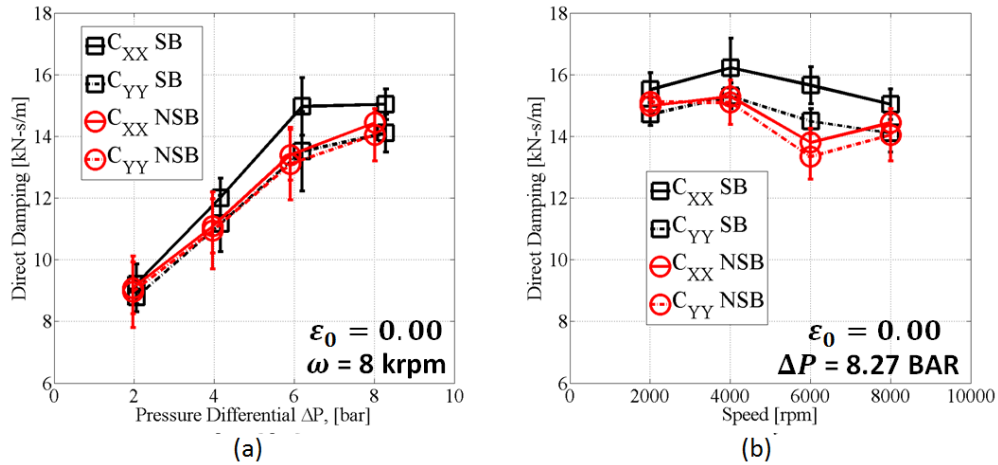 18
16
14
12
10
8
6
0
2
4
6
8
10
Direct Damping [kN-s/m]
Pressure Differential ΔP, [bar]
C_XX SB
C_YY SB
C_XX NSB
C_YY NSB
ε₀ = 0.00
ω = 8 krpm
(a)
18
16
14
12
10
8
6
0
2000
4000
6000
8000
10000
Direct Damping [kN-s/m]
Speed [rpm]
C_XX SB
C_YY SB
C_XX NSB
C_YY NSB
ε₀ = 0.00
ΔP = 8.27 BAR
(b)